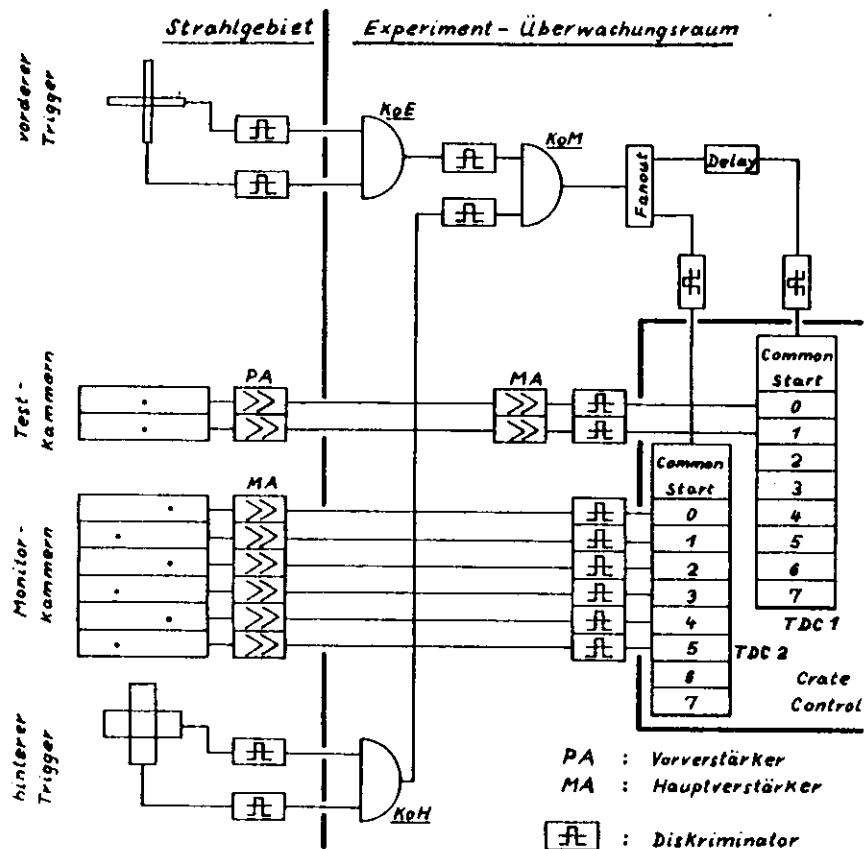 Strahlgebiet
Experiment - Überwachungsraum
vorderer
Trigger
KoE
KoM
Fanout
Delay
Test-
Kammern
PA
MA
Common
Start
0
1
2
3
4
5
6
7
TDC 1
Monitor-
Kammern
MA
Common
Start
0
1
2
3
4
5
6
7
TDC 2
Crate
Control
hinterer
Trigger
KoH
PA : Vorverstärker
MA : Hauptverstärker
: Diskriminator